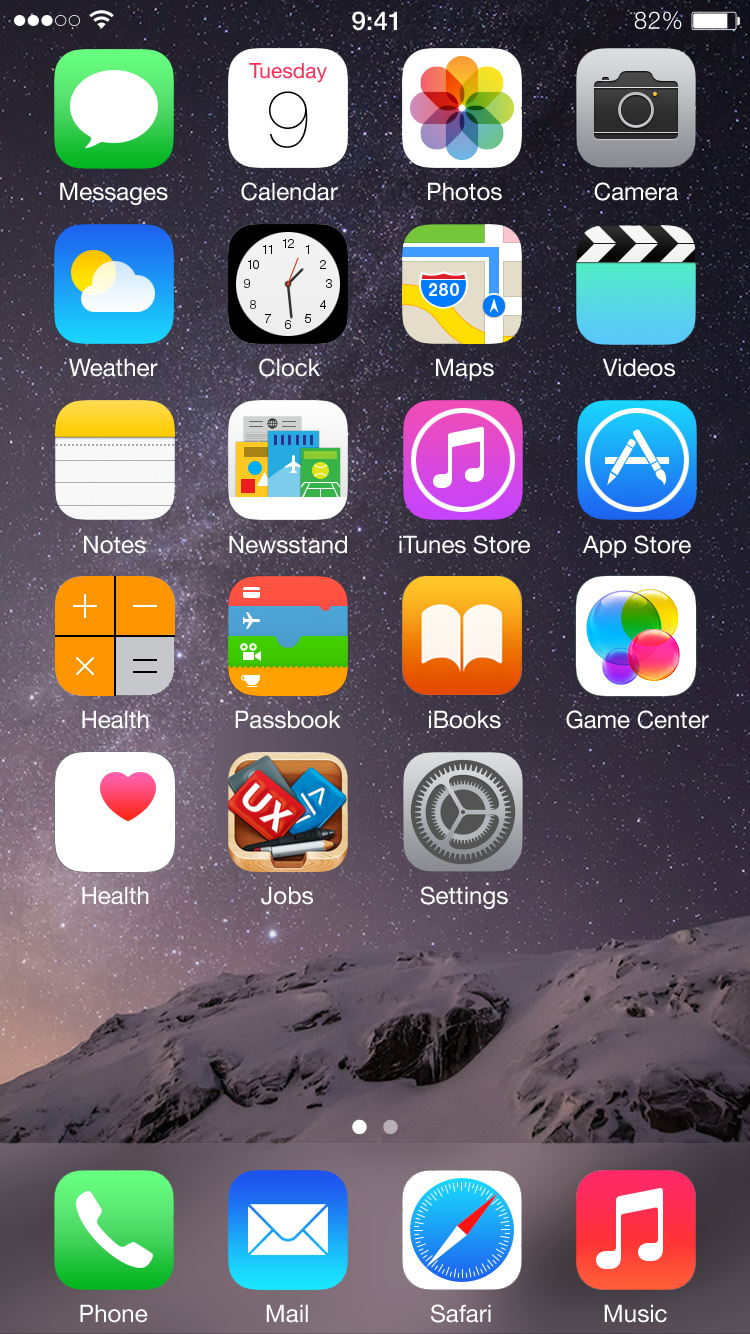 9:41
82%
Tuesday
9
Messages
Calendar
Photos
Camera
12
11 1
10 2
9 3
8 4
7 5
6
280
Weather
Clock
Maps
Videos
Notes
Newsstand
iTunes Store
App Store
Health
Passbook
iBooks
Game Center
UX
Health
Jobs
Settings
Phone
Mail
Safari
Music